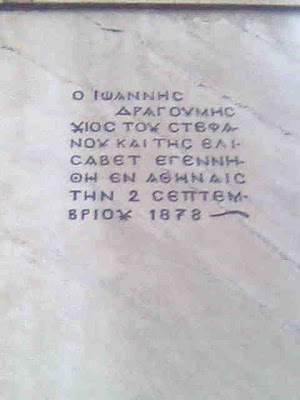 Ο ΙΩΑΝΝΗΣ
ΔΡΑΓΟΥΜΗΣ
ΥΙΟΣ ΤΟΥ ΣΤΕΦΑ
ΝΟΥ ΚΑΙ ΤΗΣ ΕΛΙ
ΣΑΒΕΤ ΕΓΕΝΝΗ
ΘΗ ΕΝ ΑΘΗΝΑΙΣ
ΤΗΝ 2 ΣΕΠΤΕΜ
ΒΡΙΟΥ 1878